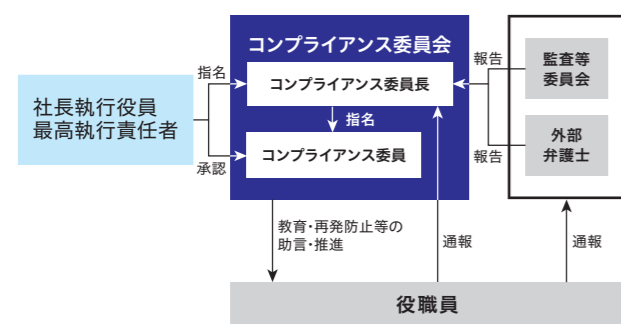 コンプライアンス委員会
指名
コンプライアンス委員長
報告
監査等
委員会
社長執行役員
最高執行責任者
指名
コンプライアンス委員
承認
報告
外部
弁護士
教育・再発防止等の
助言・推進
通報
通報
役職員